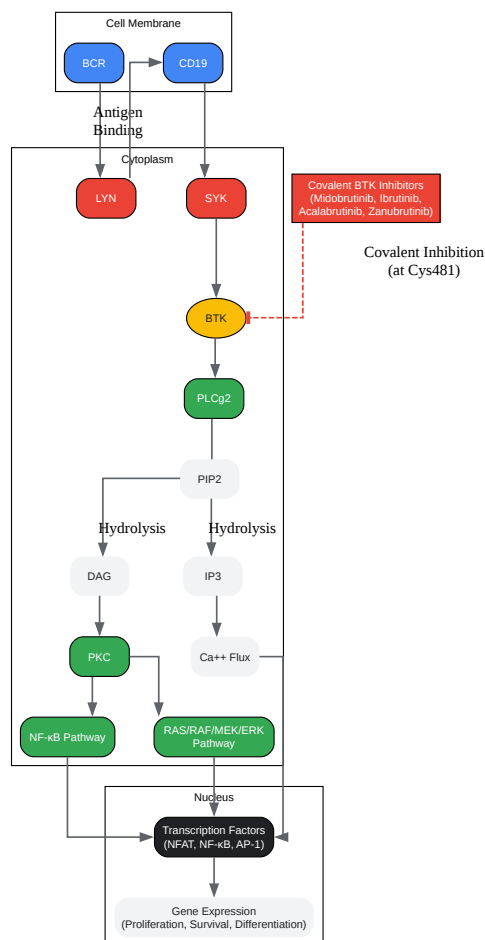 Cell Membrane
BCR
CD19
Antigen
Binding
Cytoplasm
LYN
SYK
Covalent BTK Inhibitors
(Midobrutinib, Ibrutinib,
Acalabrutinib, Zanubrutinib)
Covalent Inhibition
(at Cys481)
BTK
PLCg2
PIP2
Hydrolysis
Hydrolysis
DAG
IP3
PKC
Ca++ Flux
NF-κB Pathway
RAS/RAF/MEK/ERK
Pathway
Nucleus
Transcription Factors
(NFAT, NF-κB, AP-1)
Gene Expression
(Proliferation, Survival, Differentiation)